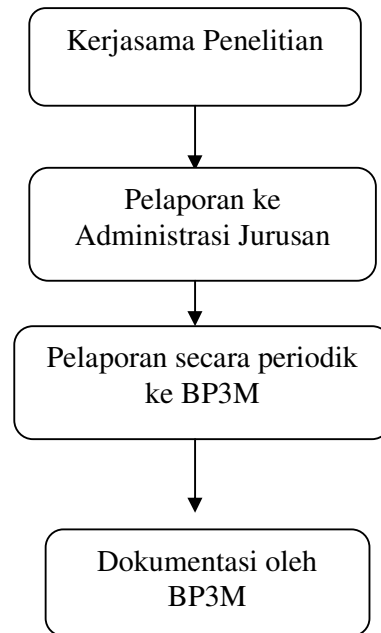 Kerjasama Penelitian
Pelaporan ke
Administrasi Jurusan
Pelaporan secara periodik
ke BP3M
Dokumentasi oleh
BP3M